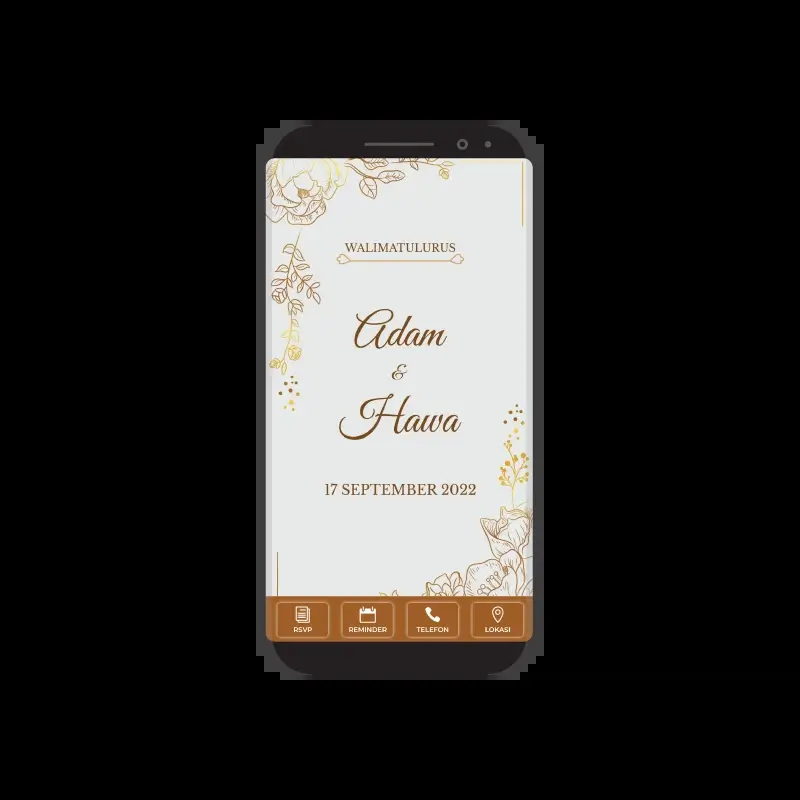 WALIMATULURUS
Adam
&
Hawa
17 SEPTEMBER 2022
RSVP REMINDER TELEFON LOKASI